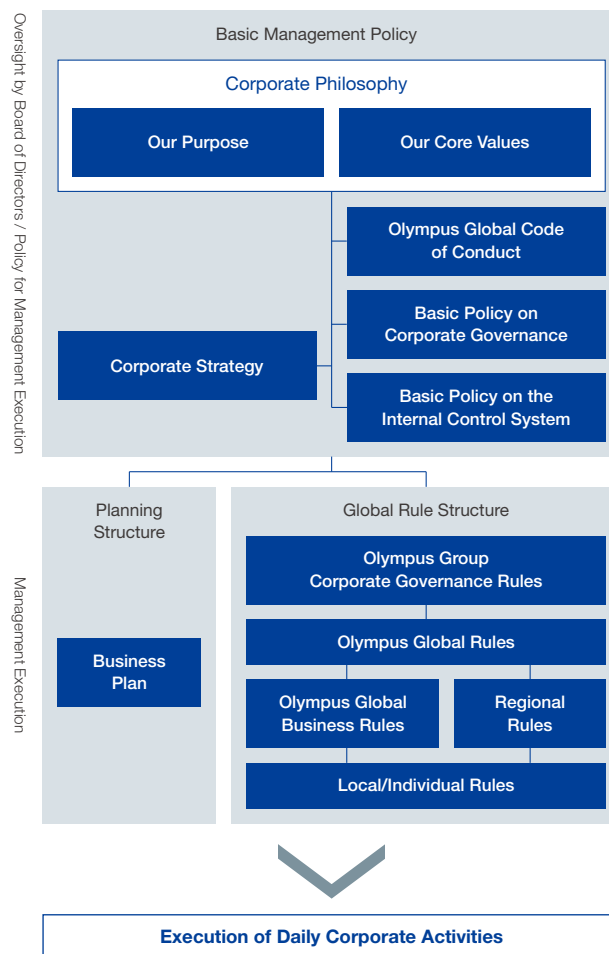 Oversight by Board of Directors / Policy for Management Execution
Basic Management Policy
Corporate Philosophy
Our Purpose
Our Core Values
Olympus Global Code
of Conduct
Basic Policy on
Corporate Governance
Corporate Strategy
Basic Policy on the
Internal Control System
Management Execution
Planning
Structure
Business
Plan
Global Rule Structure
Olympus Group
Corporate Governance Rules
Olympus Global Rules
Olympus Global
Business Rules
Regional
Rules
Local/Individual Rules
Execution of Daily Corporate Activities